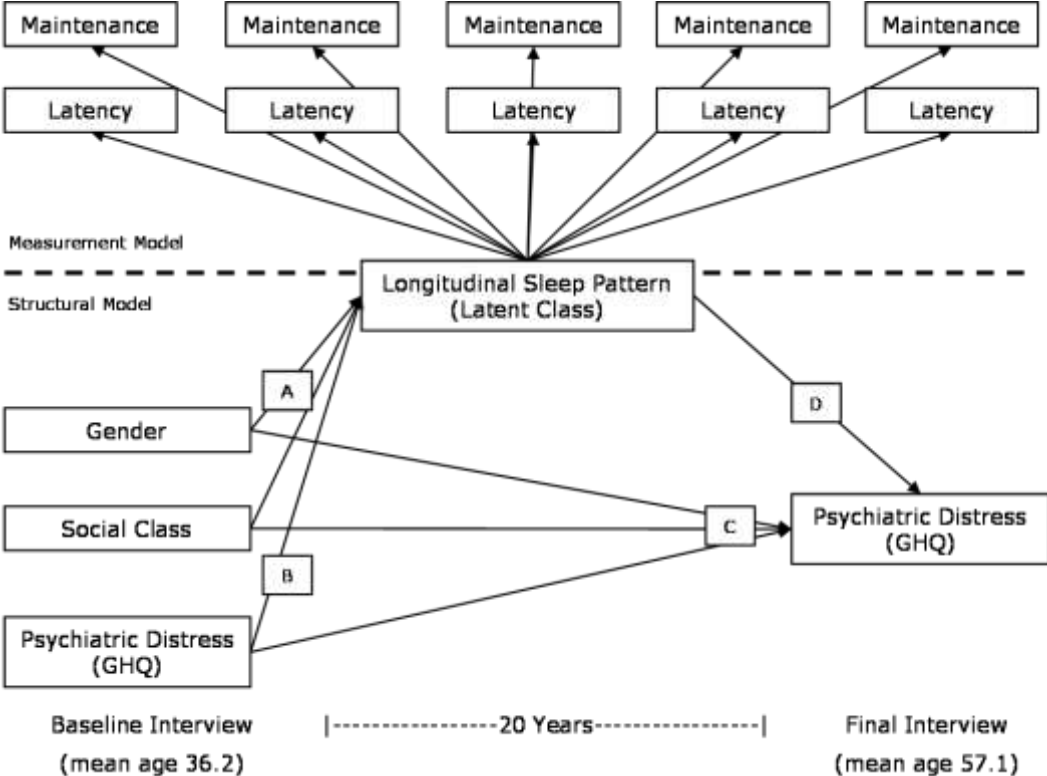 Maintenance Maintenance Maintenance Maintenance Maintenance
Latency Latency Latency Latency Latency
Measurement Model
Longitudinal Sleep Pattern
(Latent Class)
Structural Model
A
D
Gender
Social Class
C
Psychiatric Distress
(GHQ)
B
Psychiatric Distress
(GHQ)
Baseline Interview |--------------20 Years--------------| Final Interview
(mean age 36.2) (mean age 57.1)